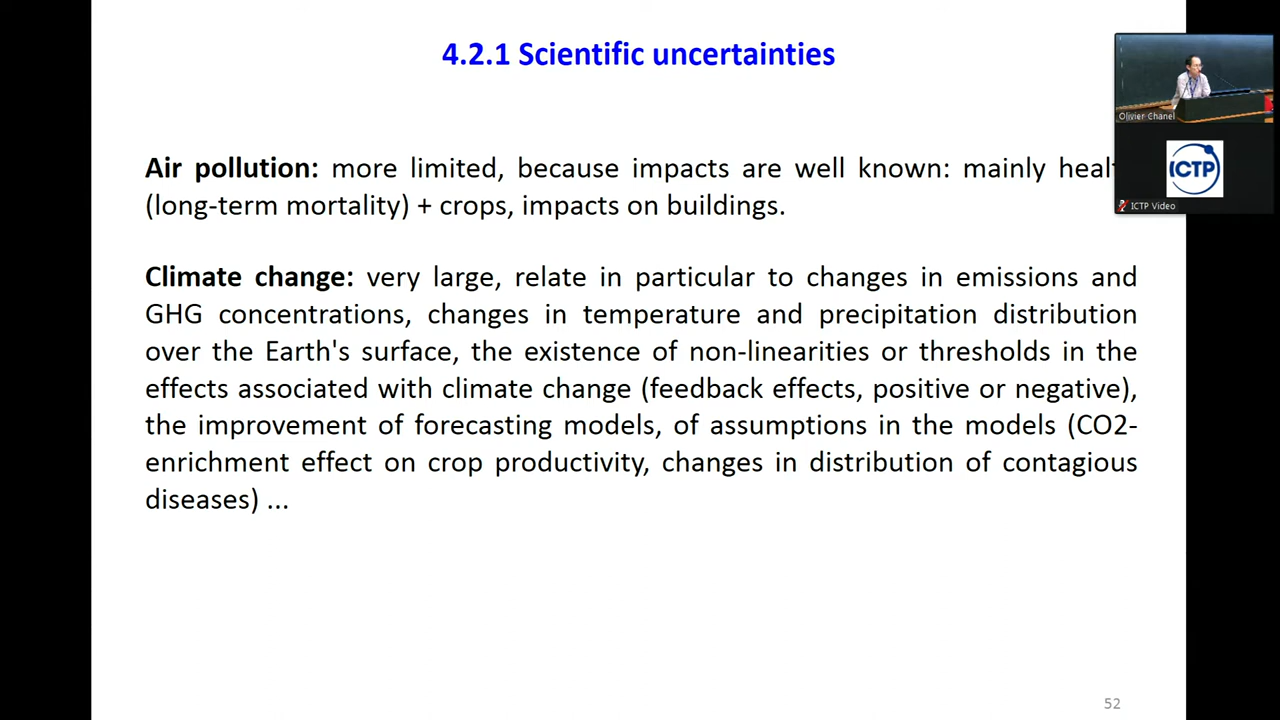 4.2.1 Scientific uncertainties
Air pollution: more limited, because impacts are well known: mainly
(long-term mortality) + crops, impacts on buildings.
Climate change: very large, relate in particular to changes in emissions and
GHG concentrations, changes in temperature and precipitation distribution
over the Earth's surface, the existence of non-linearities or thresholds in the
effects associated with climate change (feedback effects, positive or negative),
the improvement of forecasting models, of assumptions in the models (CO2-
enrichment effect on crop productivity, changes in distribution of contagious
diseases) ...
52
Olivier Chanel
ICTP
ICTP Video